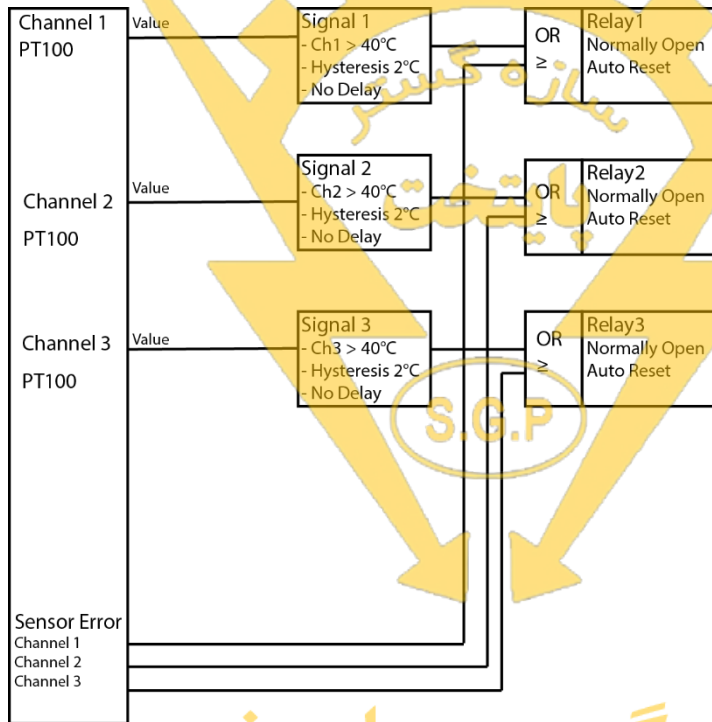 Channel 1
PT100
Value
Signal 1
- Ch1 > 40°C
- Hysteresis 2°C
- No Delay
OR
≥
Relay1
Normally Open
Auto Reset
سازه گستر
پایتخت
Channel 2
PT100
Value
Signal 2
- Ch2 > 40°C
- Hysteresis 2°C
- No Delay
OR
≥
Relay2
Normally Open
Auto Reset
Channel 3
PT100
Value
Signal 3
- Ch3 > 40°C
- Hysteresis 2°C
- No Delay
OR
≥
Relay3
Normally Open
Auto Reset
S.G.P
Sensor Error
Channel 1
Channel 2
Channel 3